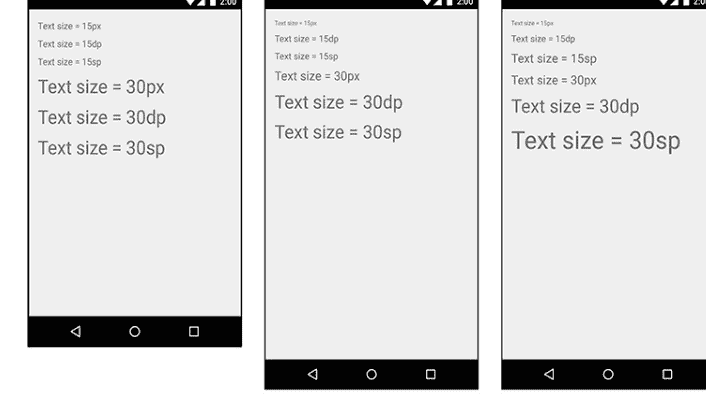 2:00
Text size = 15px
Text size = 15dp
Text size = 15sp
Text size = 30px
Text size = 30dp
Text size = 30sp
2:00
Text size = 15px
Text size = 15dp
Text size = 15sp
Text size = 30px
Text size = 30dp
Text size = 30sp
2:0
Text size = 15px
Text size = 15dp
Text size = 15sp
Text size = 30px
Text size = 30dp
Text size = 30sp